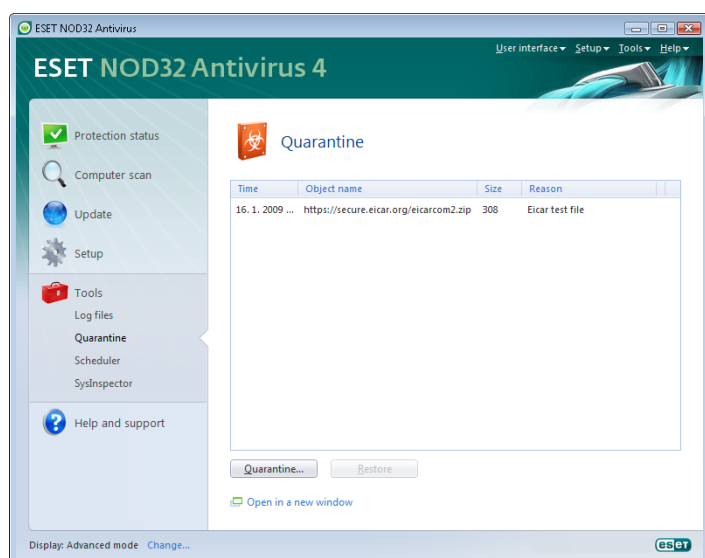 ESET NOD32 Antivirus
User interface Setup Tools Help
ESET NOD32 Antivirus 4
Protection status
Computer scan
Update
Setup
Tools
Log files
Quarantine
Scheduler
SysInspector
Help and support
Quarantine
Time Object name Size Reason
16. 1. 2009 ... https://secure.eicar.org/eicarcom2.zip 308 Eicar test file
Quarantine... Restore
Open in a new window
Display: Advanced mode Change...
eset